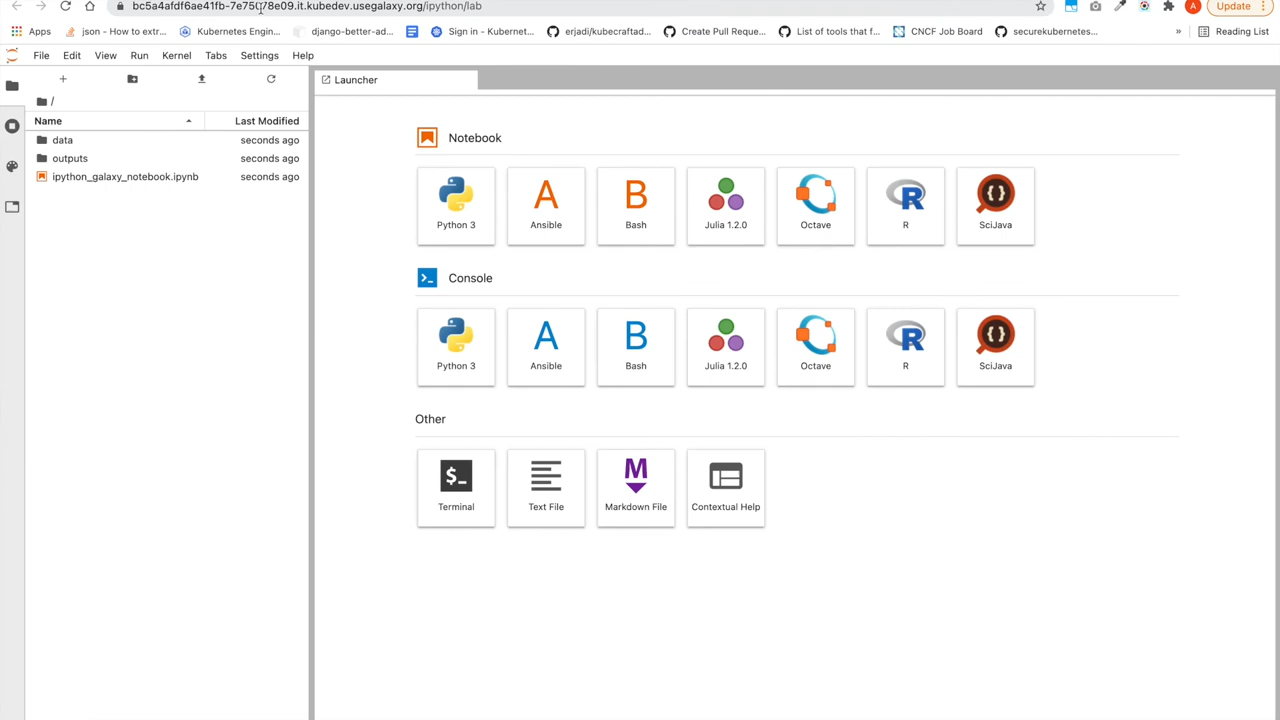 bc5a4afdf6ae41fb-7e75078e09.it.kubedev.usegalaxy.org/ipython/lab
A
Update
Apps
json - How to extr...
Kubernetes Engin...
django-better-ad...
Sign in - Kubernet...
erjadi/kubecraftad...
Create Pull Reque...
List of tools that f...
CNCF Job Board
securekubernetes...
»
Reading List
File Edit View Run Kernel Tabs Settings Help
Launcher
/
Name
Last Modified
data seconds ago
outputs seconds ago
ipython_galaxy_notebook.ipynb seconds ago
Notebook
A B
Python 3 Ansible Bash Julia 1.2.0 Octave R SciJava
Console
A B
Python 3 Ansible Bash Julia 1.2.0 Octave R SciJava
Other
$_ M
Terminal Text File Markdown File Contextual Help